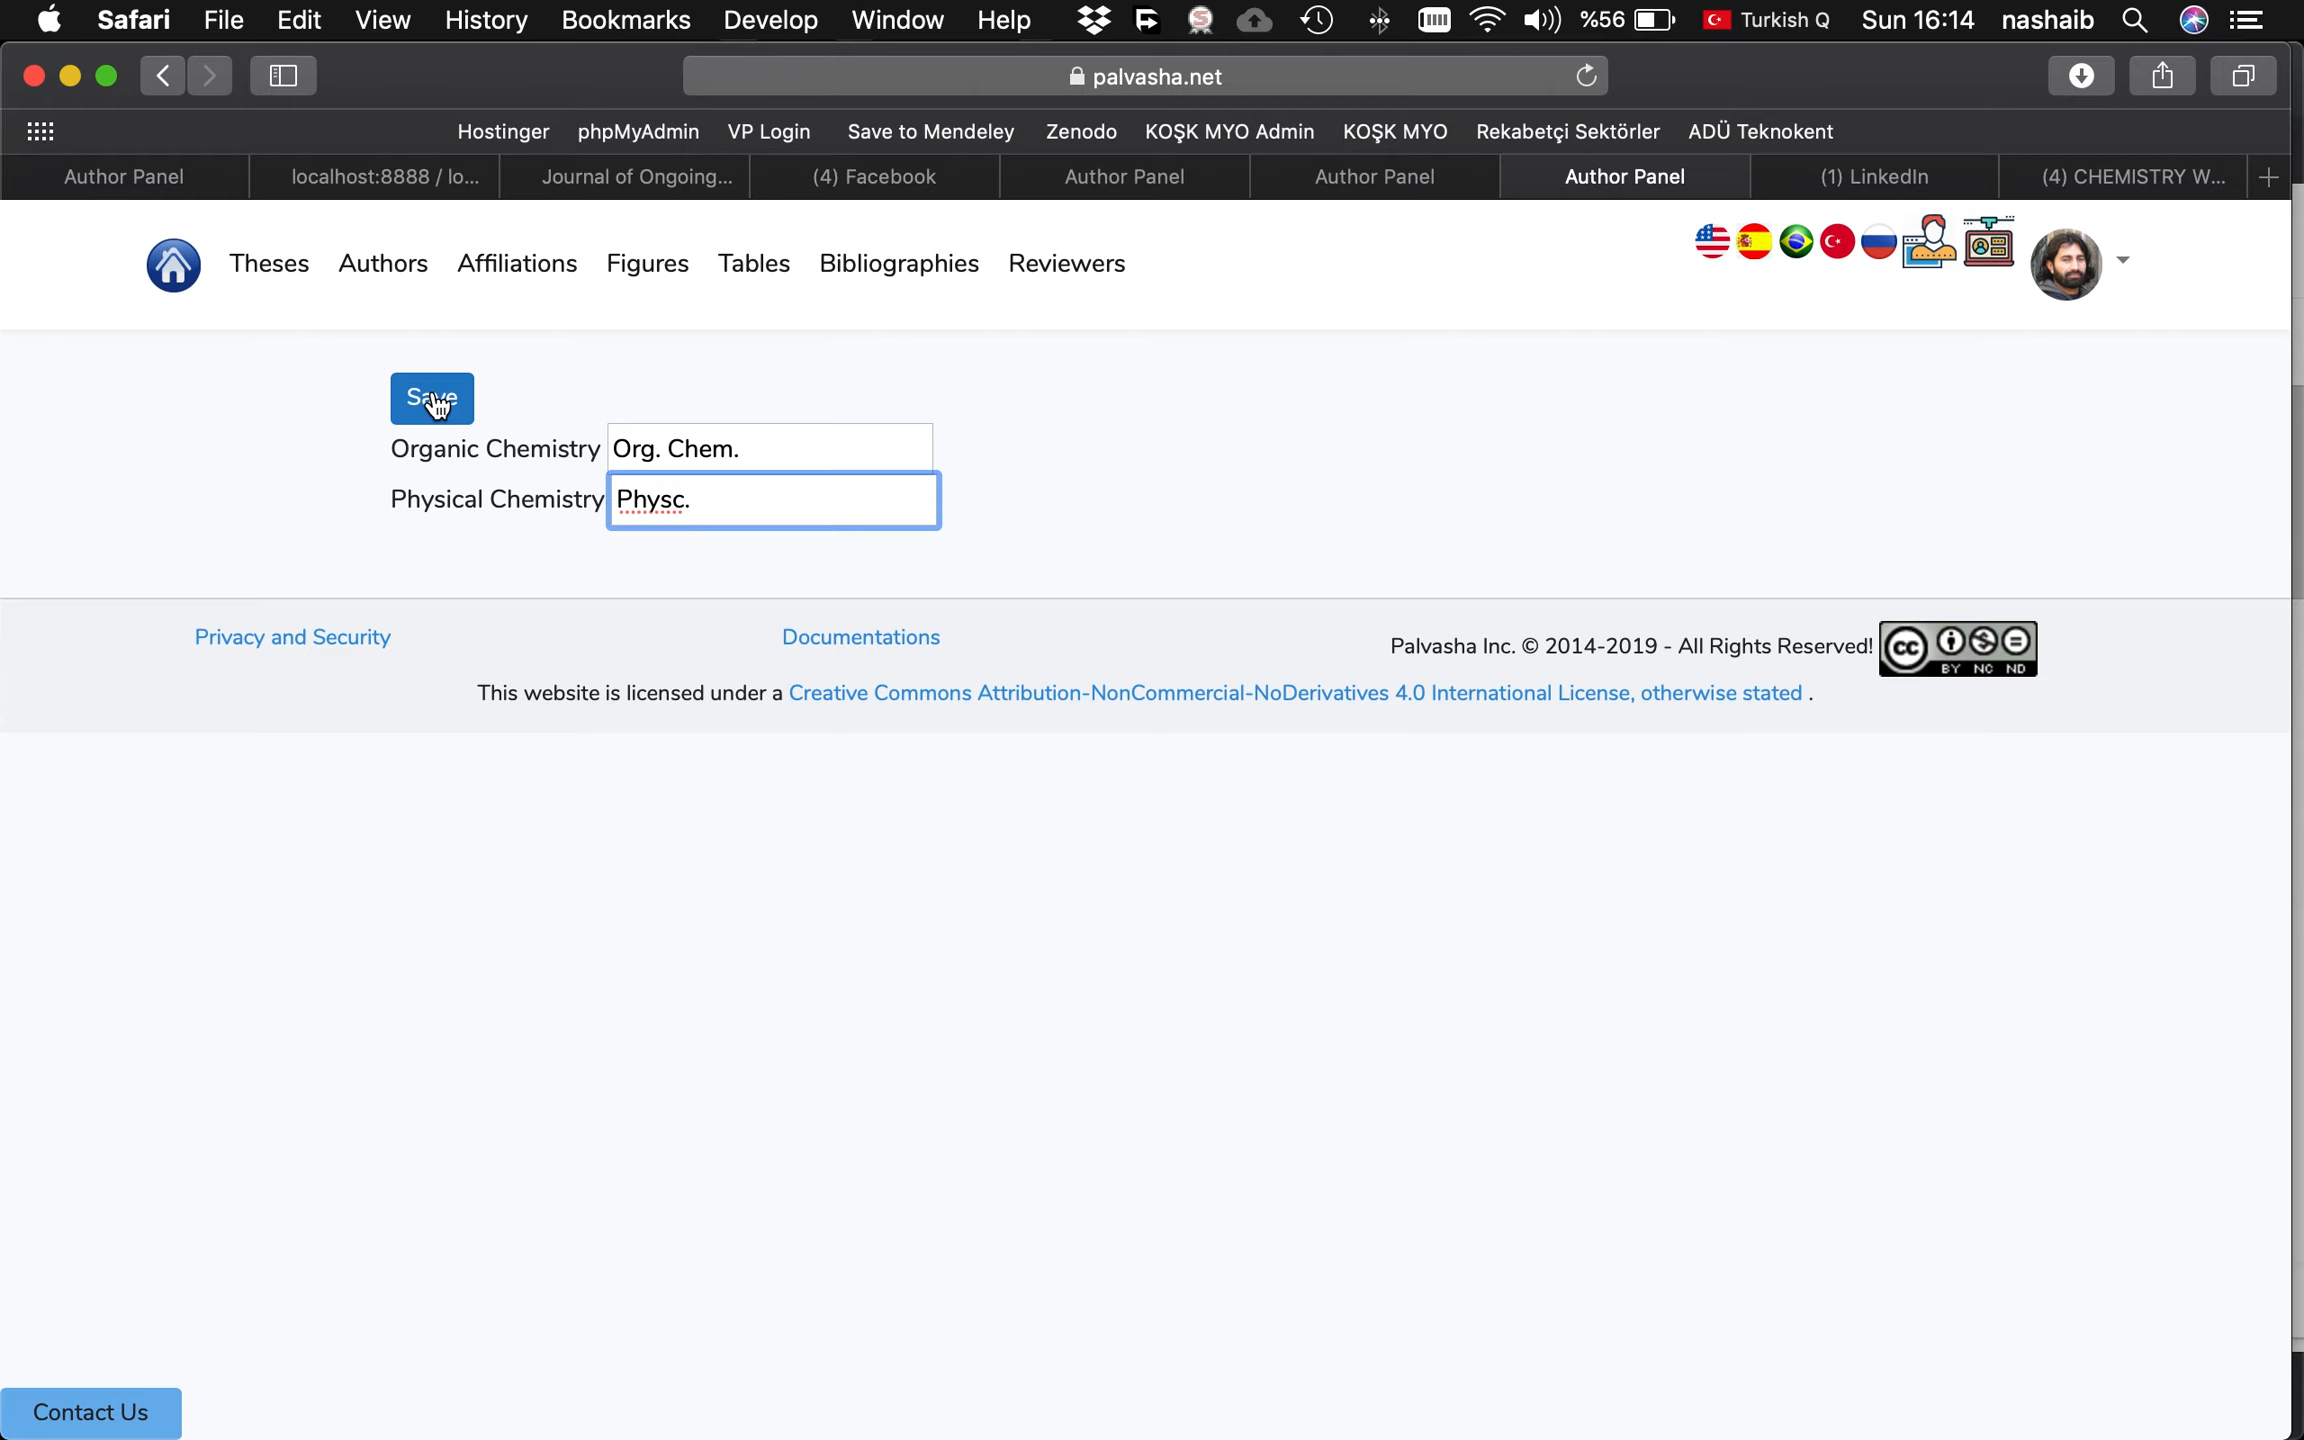 Safari File Edit View History Bookmarks Develop Window Help %56 Turkish Q Sun 16:14 nashaib
palvasha.net
Hostinger phpMyAdmin VP Login Save to Mendeley Zenodo KOŞK MYO Admin KOŞK MYO Rekabetçi Sektörler ADÜ Teknokent
Author Panel localhost:8888 / lo... Journal of Ongoing... (4) Facebook Author Panel Author Panel Author Panel (1) LinkedIn (4) CHEMISTRY W...
Theses Authors Affiliations Figures Tables Bibliographies Reviewers
Save
Organic Chemistry Org. Chem.
Physical Chemistry Physc.
Privacy and Security Documentations Palvasha Inc. © 2014-2019 - All Rights Reserved! cc BY NC ND
This website is licensed under a Creative Commons Attribution-NonCommercial-NoDerivatives 4.0 International License, otherwise stated .
Contact Us